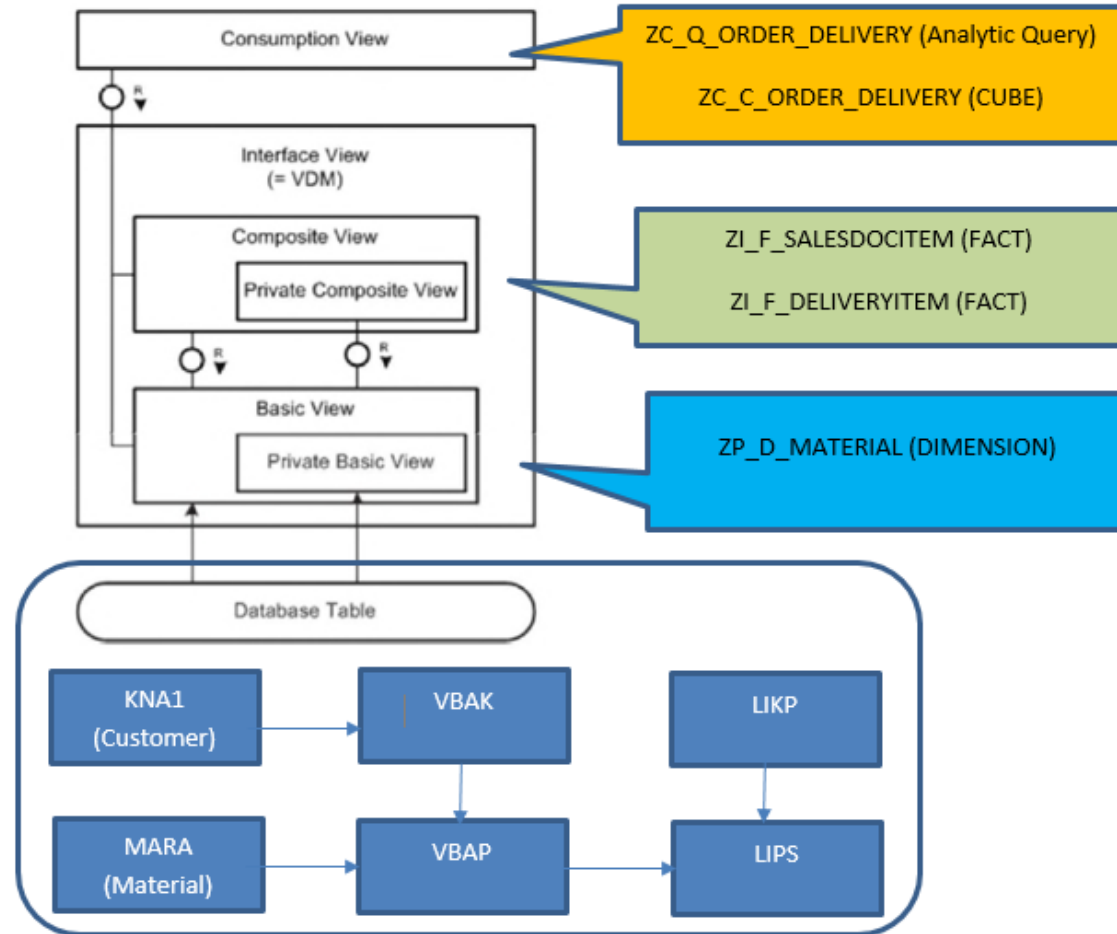 Consumption View
ZC_Q_ORDER_DELIVERY (Analytic Query)
ZC_C_ORDER_DELIVERY (CUBE)
R
Interface View
(= VDM)
Composite View
Private Composite View
ZI_F_SALESDOCITEM (FACT)
ZI_F_DELIVERYITEM (FACT)
R
R
Basic View
Private Basic View
ZP_D_MATERIAL (DIMENSION)
Database Table
KNA1
(Customer)
VBAK
LIKP
MARA
(Material)
VBAP
LIPS